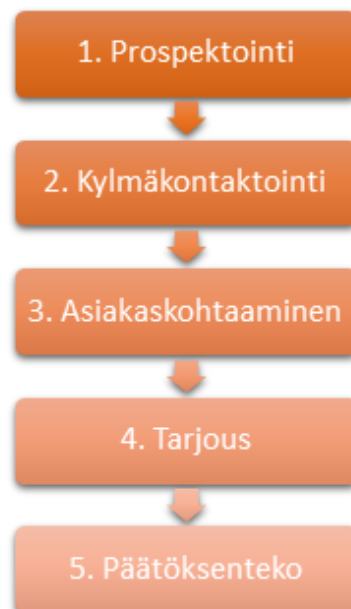 1. Prospektointi
2. Kylmäkontaktointi
3. Asiakaskohtaaminen
4. Tarjous
5. Päätöksenteko